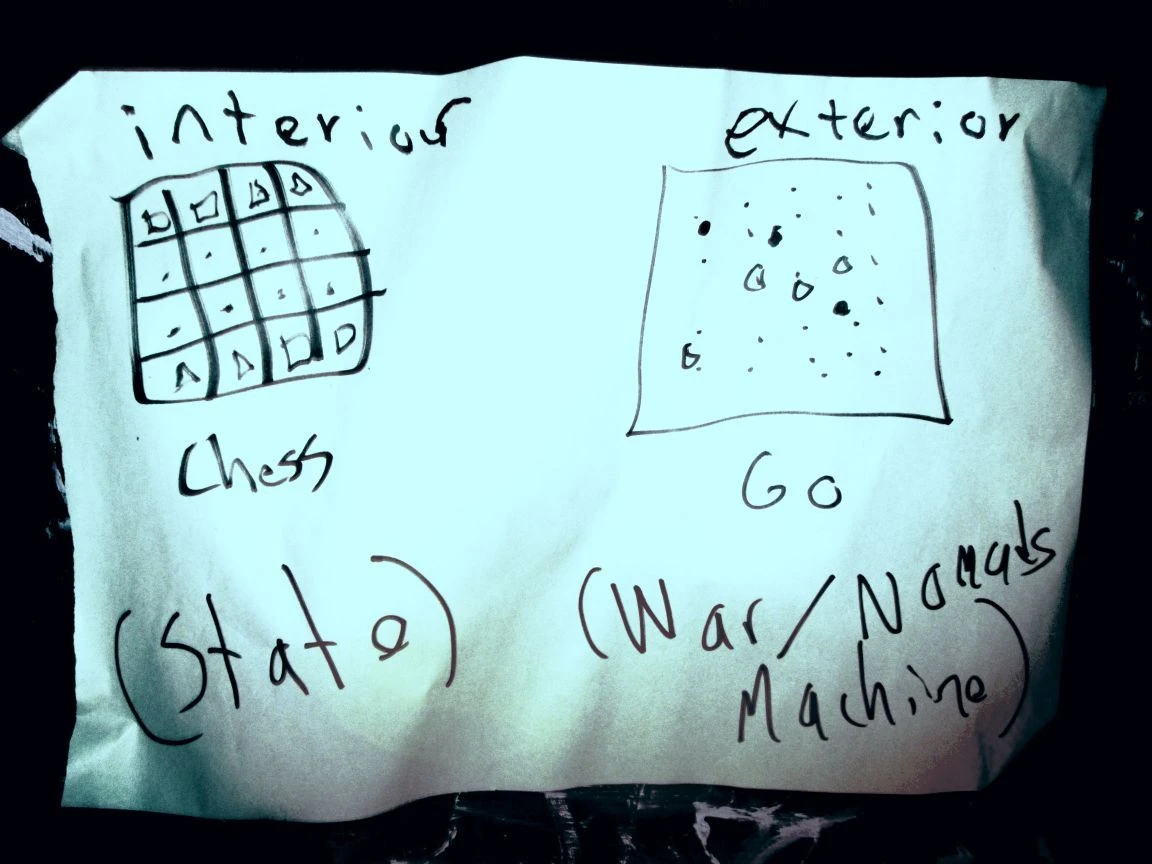 interior
exterior
Chess
Go
(State)
(War/Nomads
Machine)